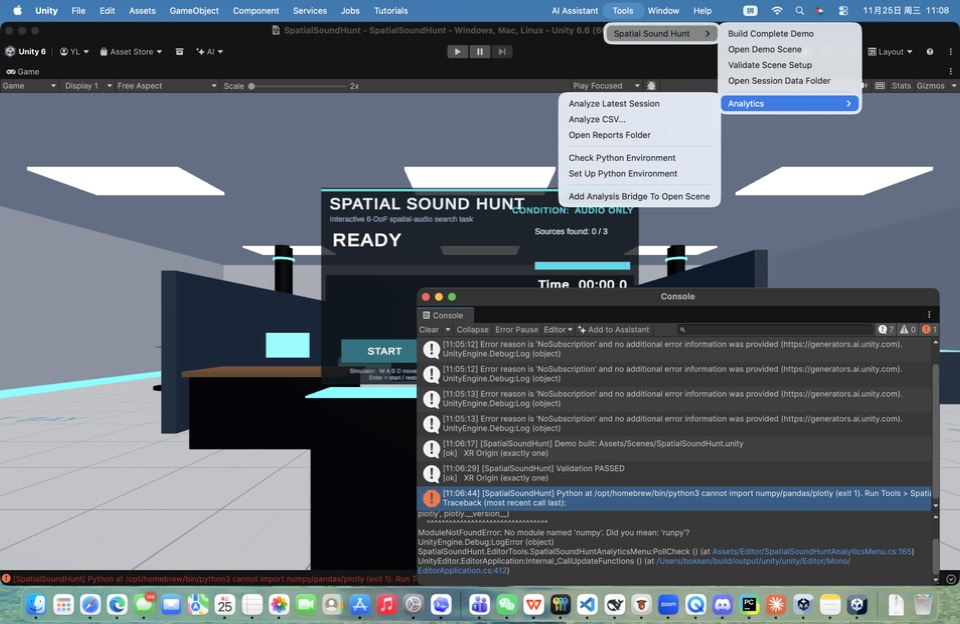 Unity File Edit Assets GameObject Component Services Jobs Tutorials AI Assistant Tools Window Help 11月25日 周三 11:08
SpatialSoundHunt - SpatialSoundHunt - Windows, Mac, Linux - Unity 6.6 (6
Unity 6 YL Asset Store AI Layout
Game
Game Display 1 Free Aspect Scale 2x Play Focused Stats Gizmos
Spatial Sound Hunt
Build Complete Demo
Open Demo Scene
Validate Scene Setup
Open Session Data Folder
Analytics
Analyze Latest Session
Analyze CSV...
Open Reports Folder
Check Python Environment
Set Up Python Environment
Add Analysis Bridge To Open Scene
SPATIAL SOUND HUNT
CONDITION: AUDIO ONLY
Interactive 6-DoF spatial-audio search task
READY
Sources found: 0 / 3
Time 00:00.0
START
Simulator: W A S D move
Enter = start / resta
Console
Console
Clear Collapse Error Pause Editor Add to Assistant 7 0 1
[11:05:12] Error reason is 'NoSubscription' and no additional error information was provided (https://generators.ai.unity.com).
UnityEngine.Debug:Log (object)
[11:05:12] Error reason is 'NoSubscription' and no additional error information was provided (https://generators.ai.unity.com).
UnityEngine.Debug:Log (object)
[11:05:13] Error reason is 'NoSubscription' and no additional error information was provided (https://generators.ai.unity.com).
UnityEngine.Debug:Log (object)
[11:05:13] Error reason is 'NoSubscription' and no additional error information was provided (https://generators.ai.unity.com).
UnityEngine.Debug:Log (object)
[11:06:17] [SpatialSoundHunt] Demo built: Assets/Scenes/SpatialSoundHunt.unity
[ok] XR Origin (exactly one)
[11:06:29] [SpatialSoundHunt] Validation PASSED
[ok] XR Origin (exactly one)
[11:06:44] [SpatialSoundHunt] Python at /opt/homebrew/bin/python3 cannot import numpy/pandas/plotly (exit 1). Run Tools > Spatia
Traceback (most recent call last):
plotly', plotly.__version__)
^^^^^^^^^^^^^^^^^^^^^^^^^^^^^^
ModuleNotFoundError: No module named 'numpy'. Did you mean: 'runpy'?
UnityEngine.Debug:LogError (object)
SpatialSoundHunt.EditorTools.SpatialSoundHuntAnalyticsMenu:PollCheck () (at Assets/Editor/SpatialSoundHuntAnalyticsMenu.cs:165)
UnityEditor.EditorApplication:Internal_CallUpdateFunctions () (at /Users/bokken/build/output/unity/unity/Editor/Mono/
EditorApplication.cs:412)
[SpatialSoundHunt] Python at /opt/homebrew/bin/python3 cannot import numpy/pandas/plotly (exit 1). Run T
25
zoom
PC